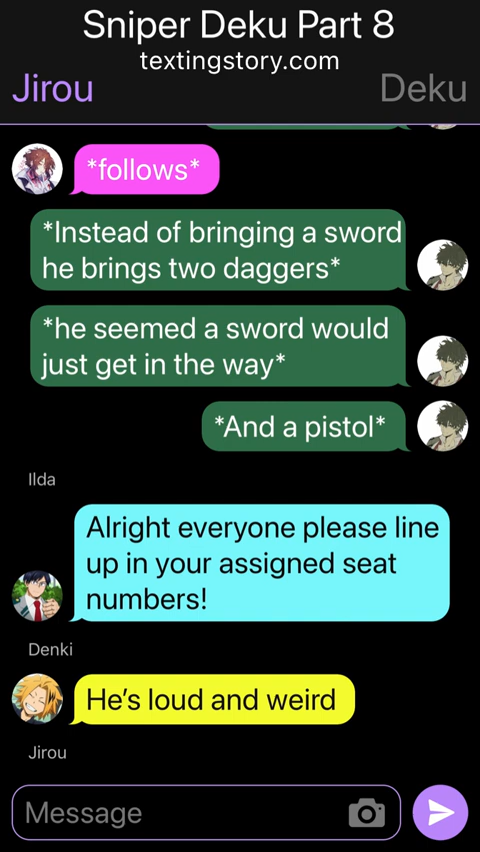 Sniper Deku Part 8
textingstory.com
Jirou
Deku
*follows*
*Instead of bringing a sword
he brings two daggers*
*he seemed a sword would
just get in the way*
*And a pistol*
Ilda
Alright everyone please line
up in your assigned seat
numbers!
Denki
He's loud and weird
Jirou
Message